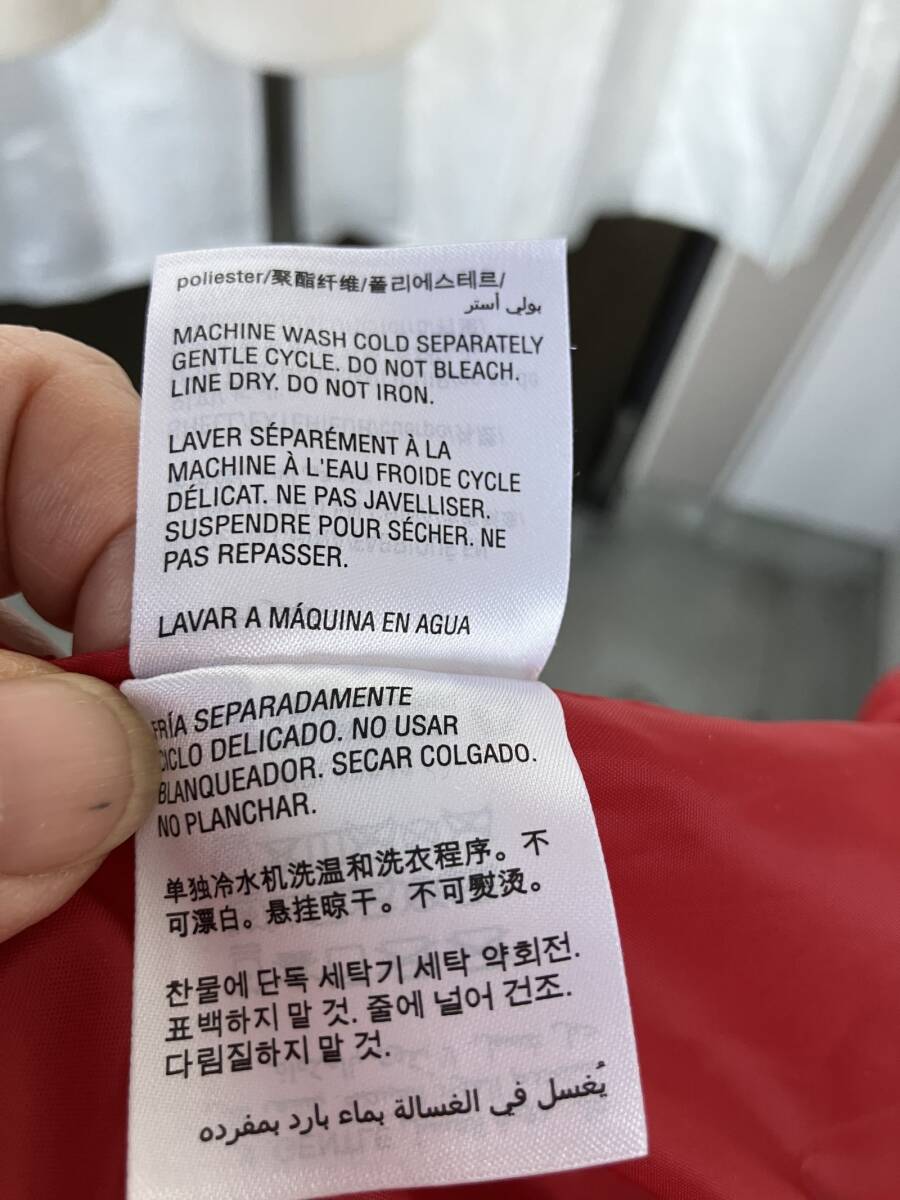 poliester/聚酯纤维/폴리에스테르/
بولي أستر
MACHINE WASH COLD SEPARATELY
GENTLE CYCLE. DO NOT BLEACH.
LINE DRY. DO NOT IRON.
LAVER SÉPARÉMENT À LA
MACHINE À L'EAU FROIDE CYCLE
DÉLICAT. NE PAS JAVELLISER.
SUSPENDRE POUR SÉCHER. NE
PAS REPASSER.
LAVAR A MÁQUINA EN AGUA
FRÍA SEPARADAMENTE
CICLO DELICADO. NO USAR
BLANQUEADOR. SECAR COLGADO.
NO PLANCHAR.
单独冷水机洗温和洗衣程序。不
可漂白。悬挂晾干。不可熨烫。
찬물에 단독 세탁기 세탁 약회전.
표백하지 말 것. 줄에 널어 건조.
다림질하지 말 것.
يُغسل في الغسالة بماء بارد بمفرده